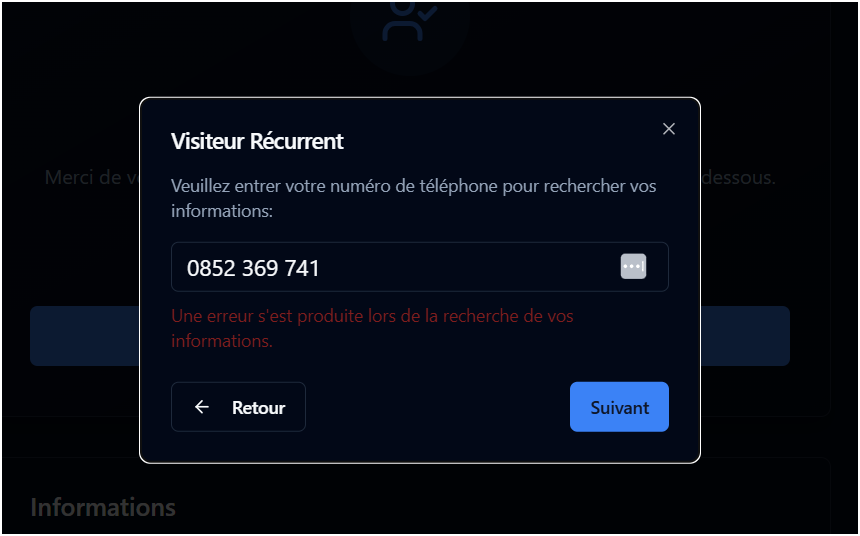 Visiteur Récurrent
Merci de v
dessous.
Veuillez entrer votre numéro de téléphone pour rechercher vos
informations:
0852 369 741
Une erreur s'est produite lors de la recherche de vos
informations.
Retour
Suivant
Informations